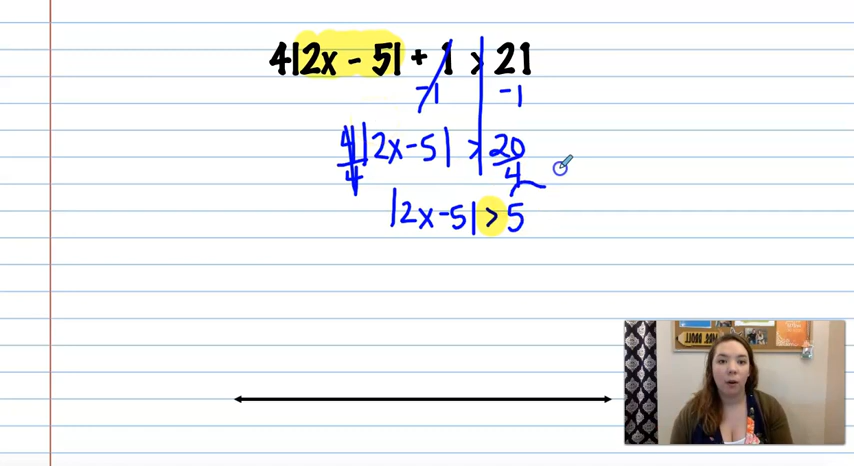 4|2x - 5| + 1 > 21
-1 -1
4|2x-5| > 20
4 4
|2x-5| > 5